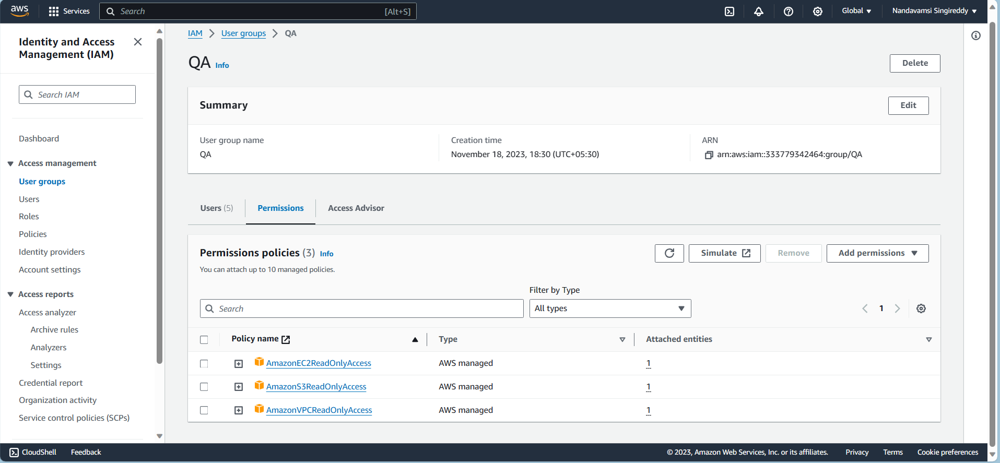 aws
Services
Search [Alt+S]
Global
Nandavamsi Singireddy
Identity and Access
Management (IAM)
Search IAM
Dashboard
Access management
User groups
Users
Roles
Policies
Identity providers
Account settings
Access reports
Access analyzer
Archive rules
Analyzers
Settings
Credential report
Organization activity
Service control policies (SCPs)
IAM > User groups > QA
QA Info
Delete
Summary
Edit
User group name
QA
Creation time
November 18, 2023, 18:30 (UTC+05:30)
ARN
arn:aws:iam::333779342464:group/QA
Users (5)
Permissions
Access Advisor
Permissions policies (3) Info
You can attach up to 10 managed policies.
Simulate
Remove
Add permissions
Filter by Type
Search
All types
1
Policy name
Type
Attached entities
AmazonEC2ReadOnlyAccess
AWS managed
1
AmazonS3ReadOnlyAccess
AWS managed
1
AmazonVPCReadOnlyAccess
AWS managed
1
CloudShell
Feedback
© 2023, Amazon Web Services, Inc. or its affiliates.
Privacy
Terms
Cookie preferences